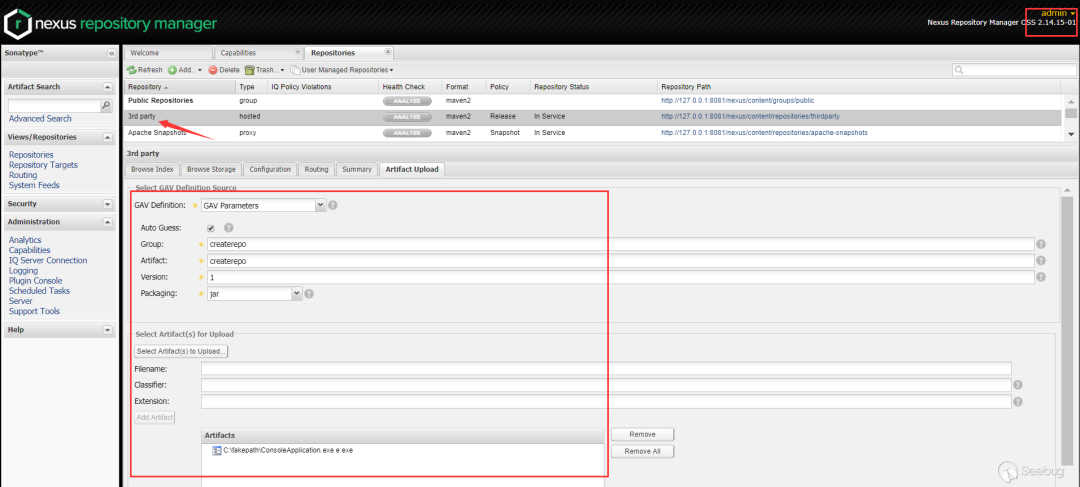 nexus repository manager
admin
Nexus Repository Manager OSS 2.14.15-01
Sonatype™
Welcome Capabilities Repositories
Refresh Add... Delete Trash... User Managed Repositories
Artifact Search
Advanced Search
Views/Repositories
Repositories
Repository Targets
Routing
System Feeds
Security
Administration
Analytics
Capabilities
IQ Server Connection
Logging
Plugin Console
Scheduled Tasks
Server
Support Tools
Help
Repository Type IQ Policy Violations Health Check Format Policy Repository Status Repository Path
Public Repositories group ANALYZE maven2 http://127.0.0.1:8081/nexus/content/groups/public
3rd party hosted ANALYZE maven2 Release In Service http://127.0.0.1:8081/nexus/content/repositories/thirdparty
Apache Snapshots proxy ANALYZE maven2 Snapshot In Service http://127.0.0.1:8081/nexus/content/repositories/apache-snapshots
3rd party
Browse Index Browse Storage Configuration Routing Summary Artifact Upload
Select GAV Definition Source
GAV Definition: GAV Parameters
Auto Guess:
Group: createrepo
Artifact: createrepo
Version: 1
Packaging: jar
Select Artifact(s) for Upload
Select Artifact(s) to Upload...
Filename:
Classifier:
Extension:
Add Artifact
Artifacts
C:\fakepath\ConsoleApplication.exe e:exe
Remove
Remove All
Seebug